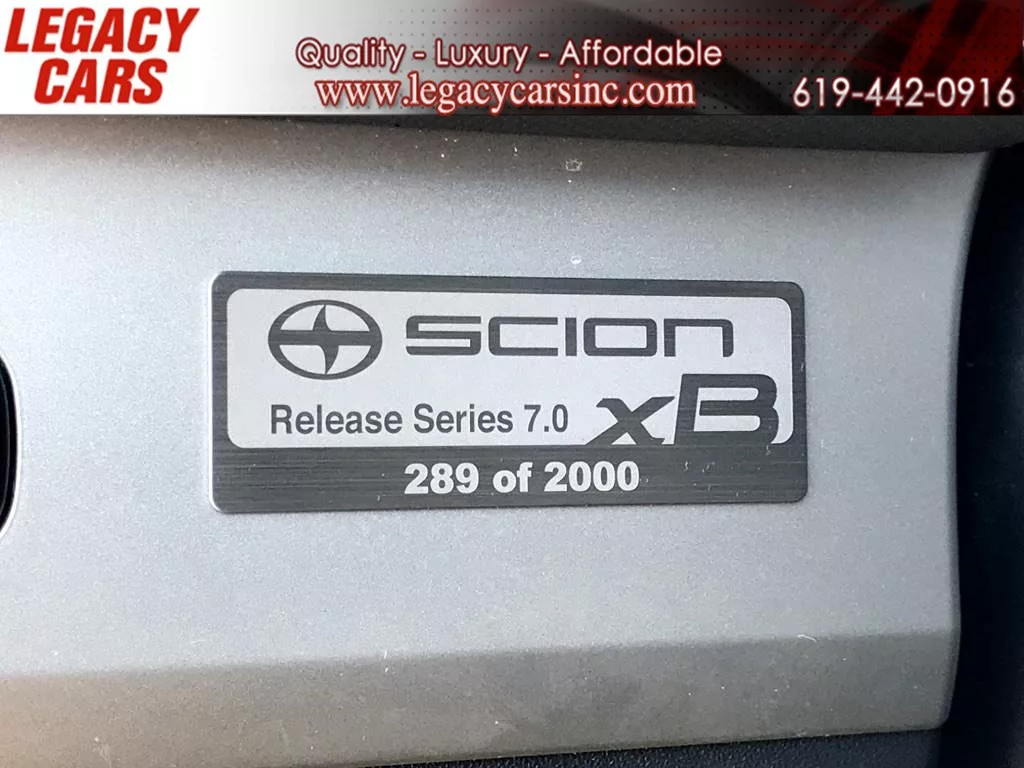 LEGACY
CARS
Quality - Luxury - Affordable
www.legacycarsinc.com
619-442-0916
SCION
Release Series 7.0 xB
289 of 2000